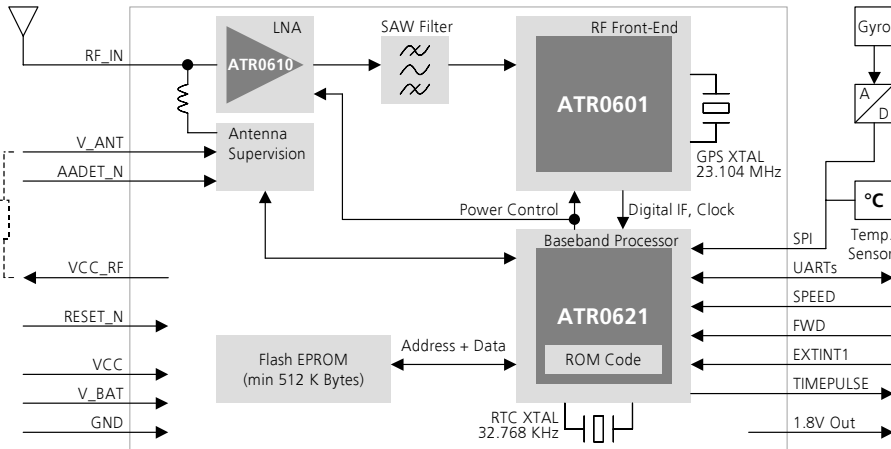 LNA
SAW Filter
RF Front-End
Gyro
RF_IN
ATR0610
ATR0601
A
D
V_ANT
Antenna
Supervision
AADET_N
GPS XTAL
23.104 MHz
°C
Power Control
Digital IF, Clock
Temp.
Sensor
Baseband Processor
SPI
VCC_RF
UARTs
SPEED
RESET_N
ATR0621
FWD
Address + Data
Flash EPROM
(min 512 K Bytes)
ROM Code
EXTINT1
VCC
TIMEPULSE
V_BAT
RTC XTAL
32.768 KHz
GND
1.8V Out